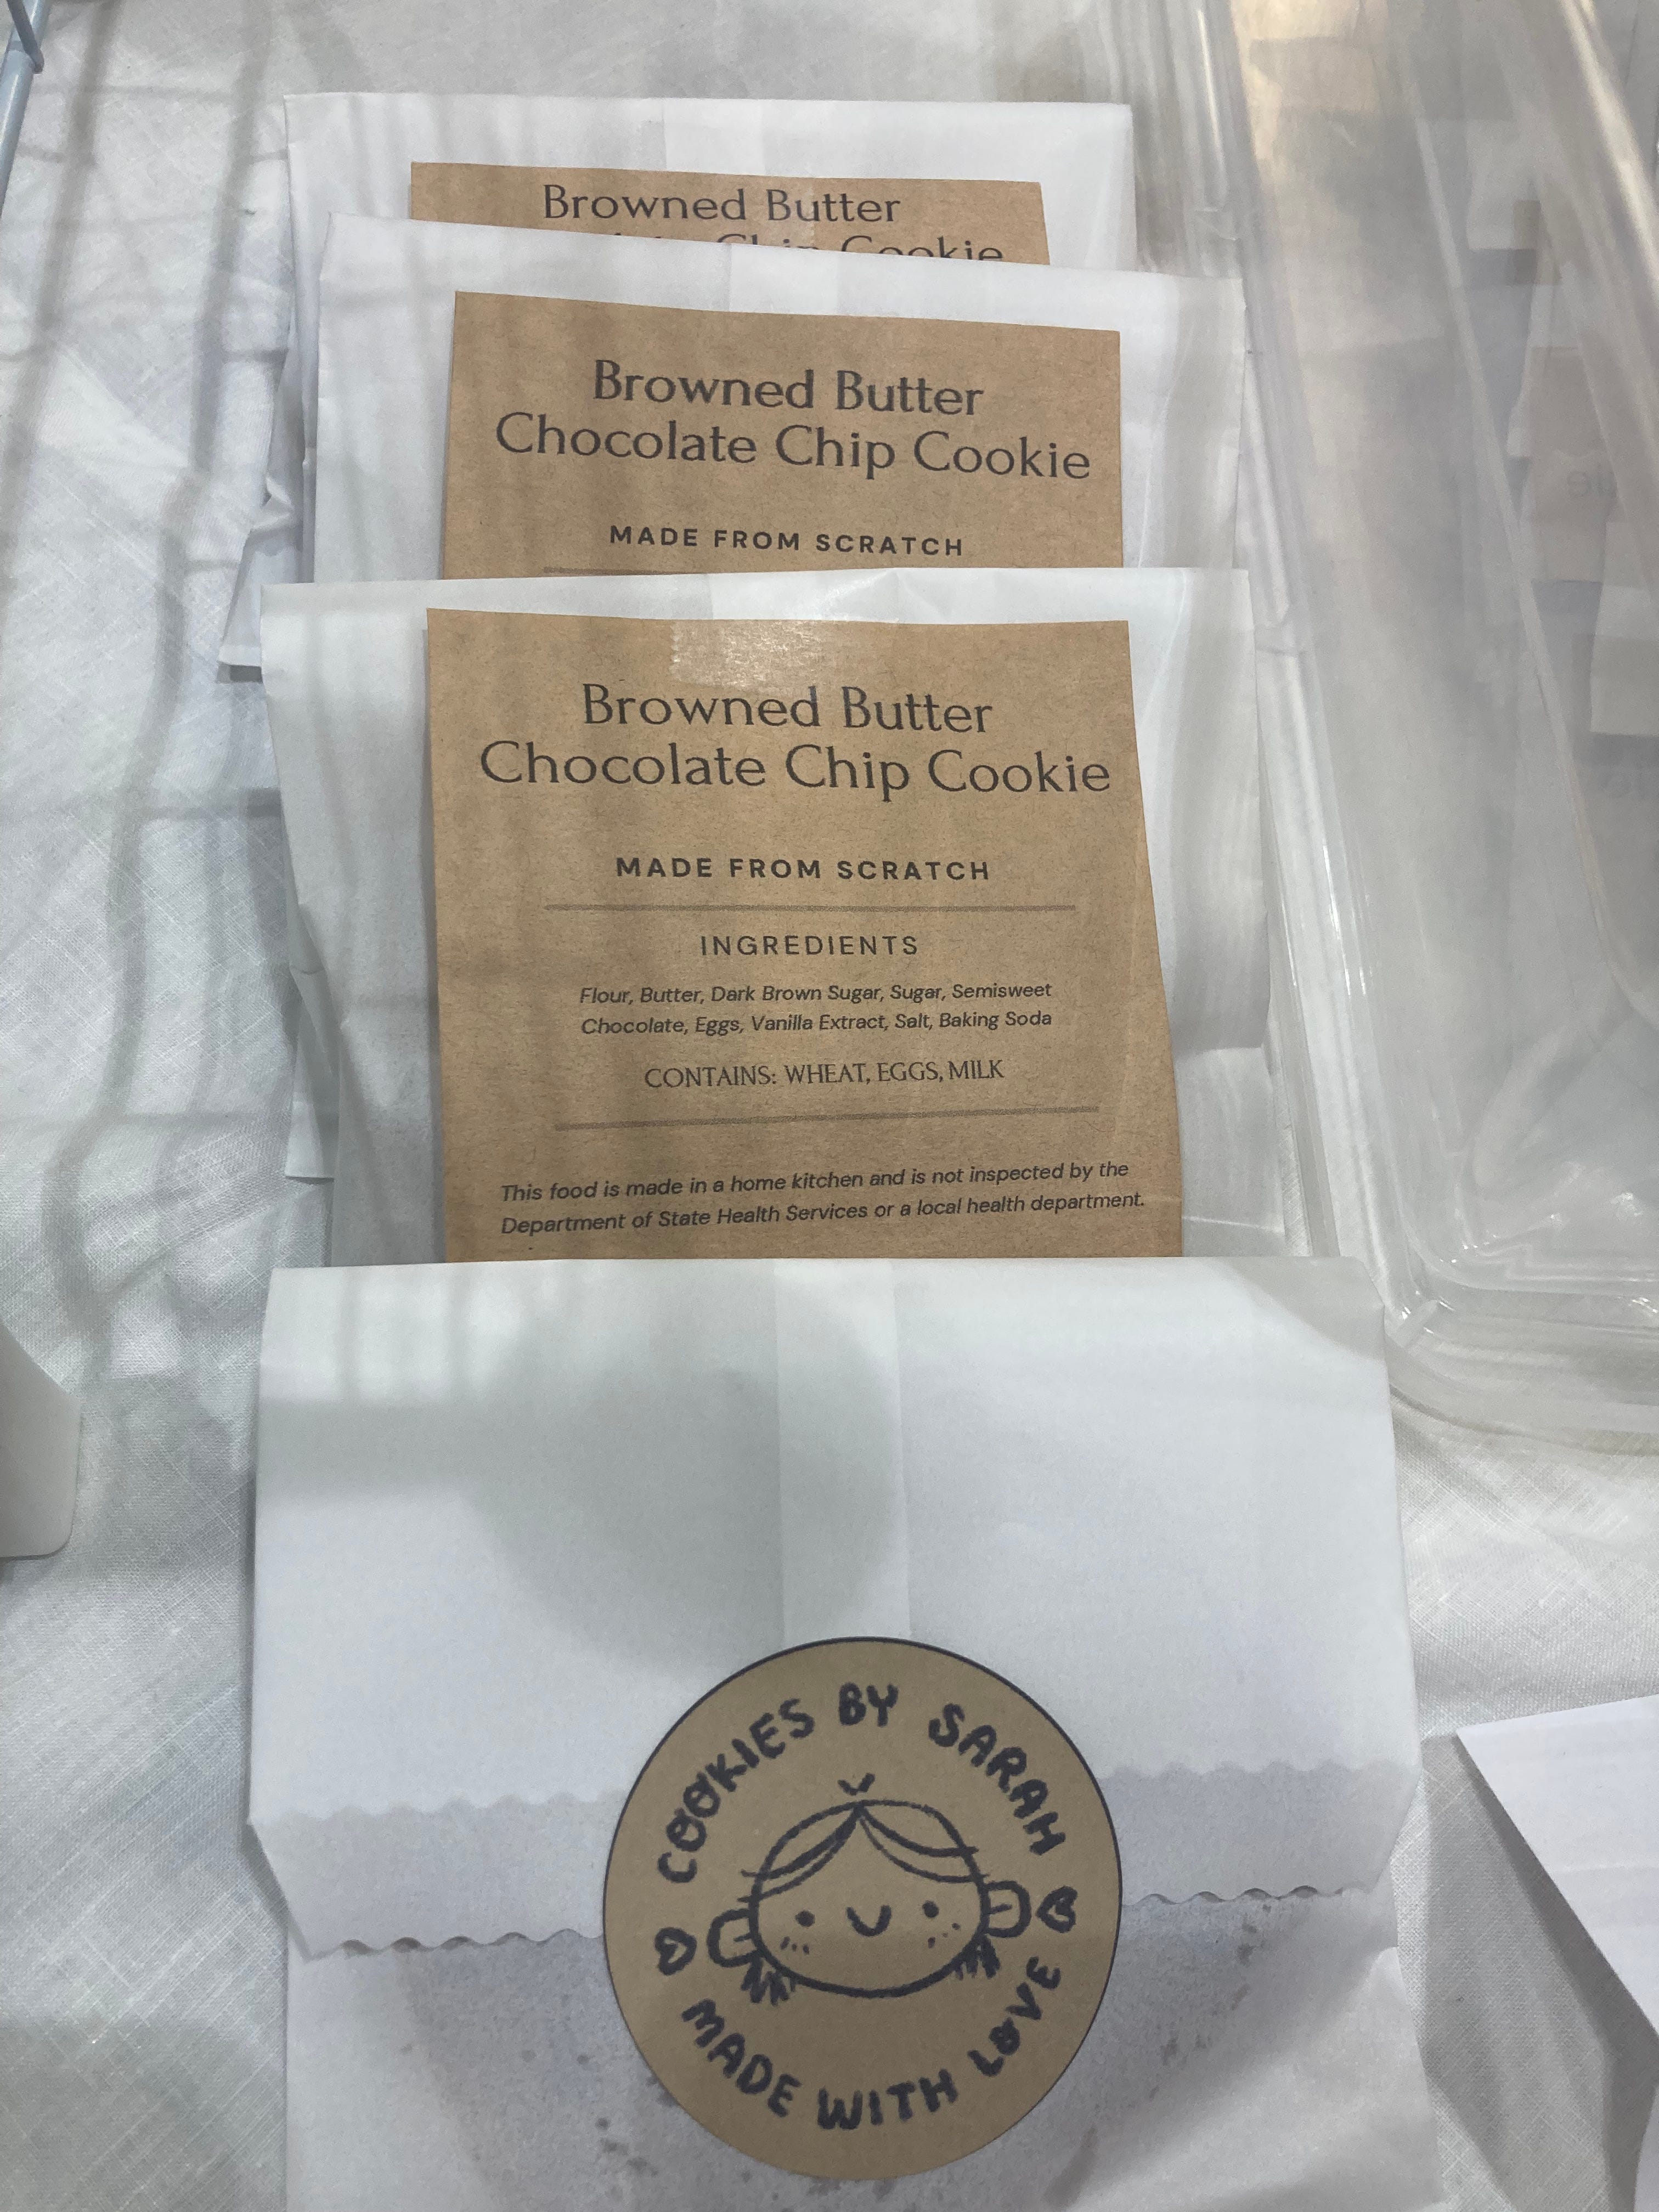 Browned Butter
Cookie
Browned Butter
Chocolate Chip Cookie
MADE FROM SCRATCH
Browned Butter
Chocolate Chip Cookie
MADE FROM SCRATCH
INGREDIENTS
Flour, Butter, Dark Brown Sugar, Sugar, Semisweet
Chocolate, Eggs, Vanilla Extract, Salt, Baking Soda
CONTAINS: WHEAT, EGGS, MILK
This food is made in a home kitchen and is not inspected by the
Department of State Health Services or a local health department.
COOKIES BY SARAH
MADE WITH LOVE